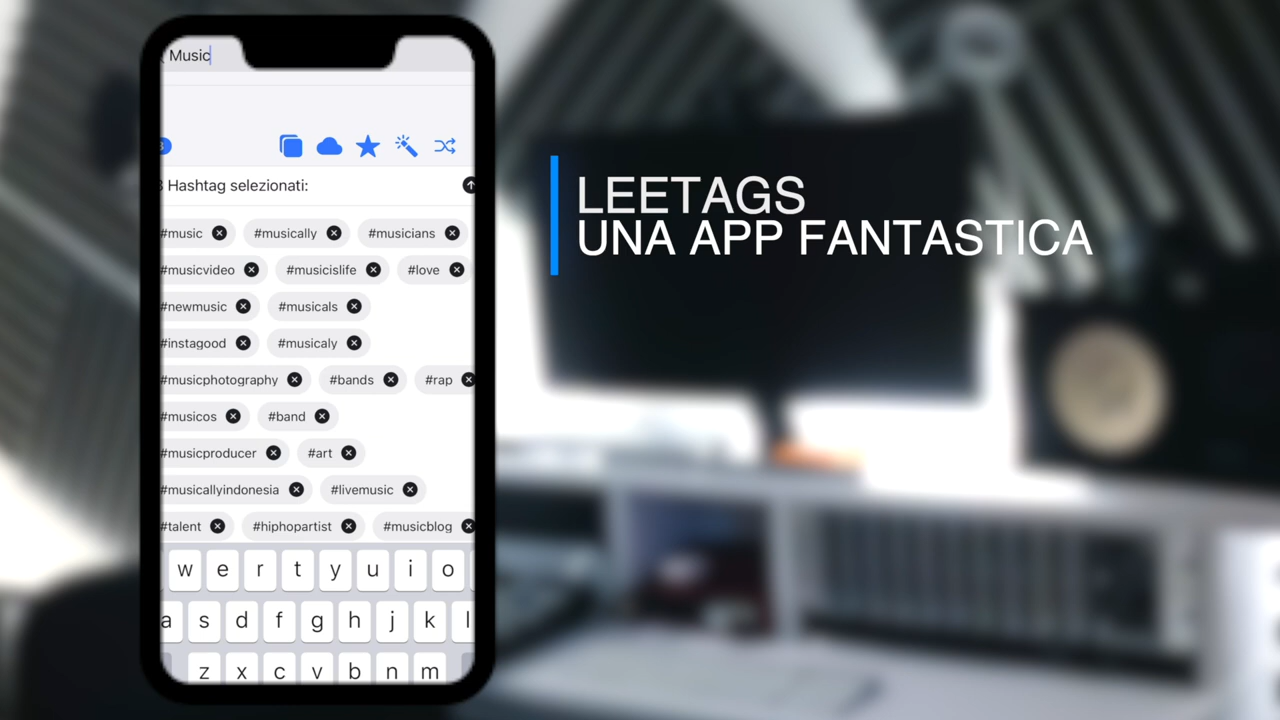 Music
3 Hashtag selezionati:
#music #musically #musicians
#musicvideo #musicislife #love
#newmusic #musicals
#instagood #musicaly
#musicphotography #bands #rap
#musicos #band
#musicproducer #art
#musicallyindonesia #livemusic
#talent #hiphopartist #musicblog
w e r t y u i o
a s d f g h j k l
z x c v b n m
LEETAGS
UNA APP FANTASTICA